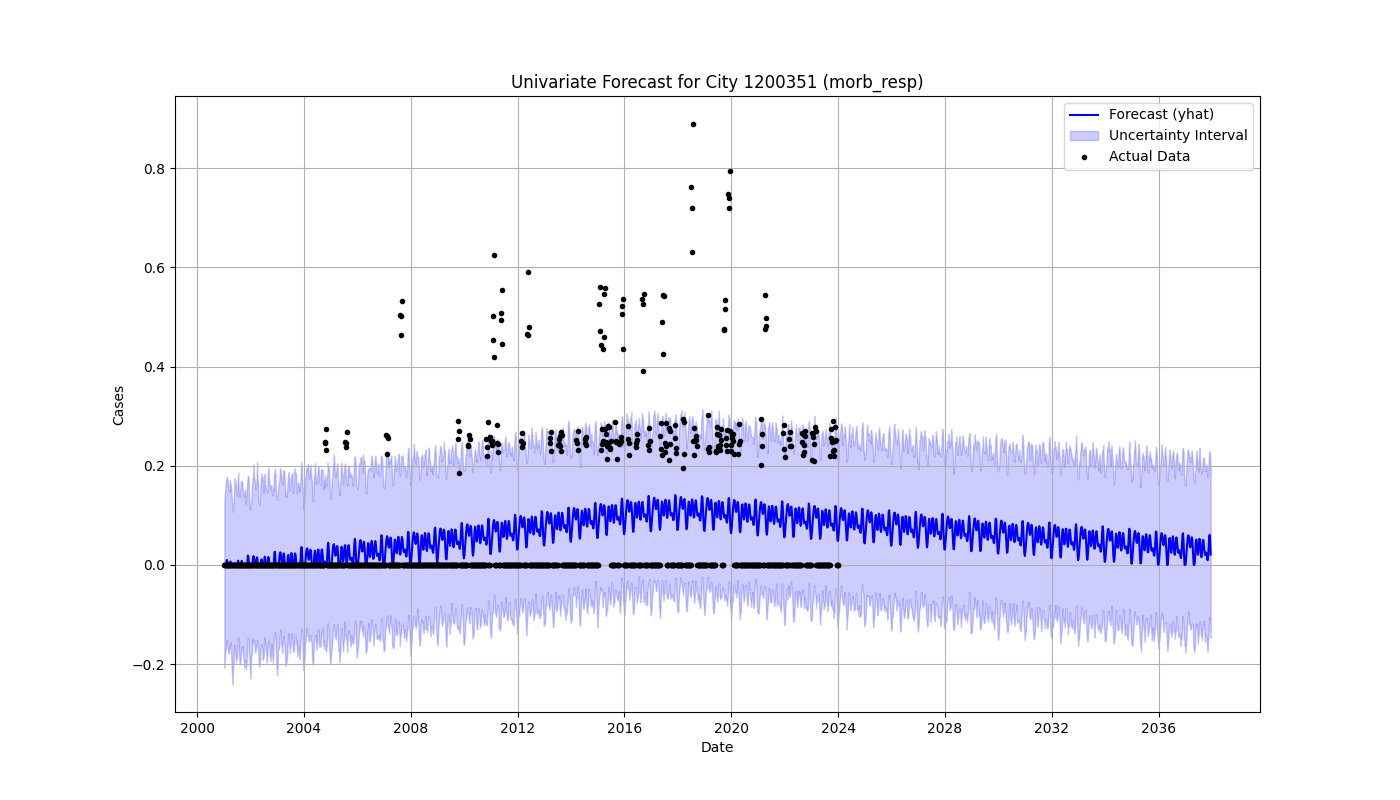 Univariate Forecast for City 1200351 (morb_resp)
Forecast (yhat)
Uncertainty Interval
Actual Data
Cases
0.8
0.6
0.4
0.2
0.0
−0.2
2000 2004 2008 2012 2016 2020 2024 2028 2032 2036
Date